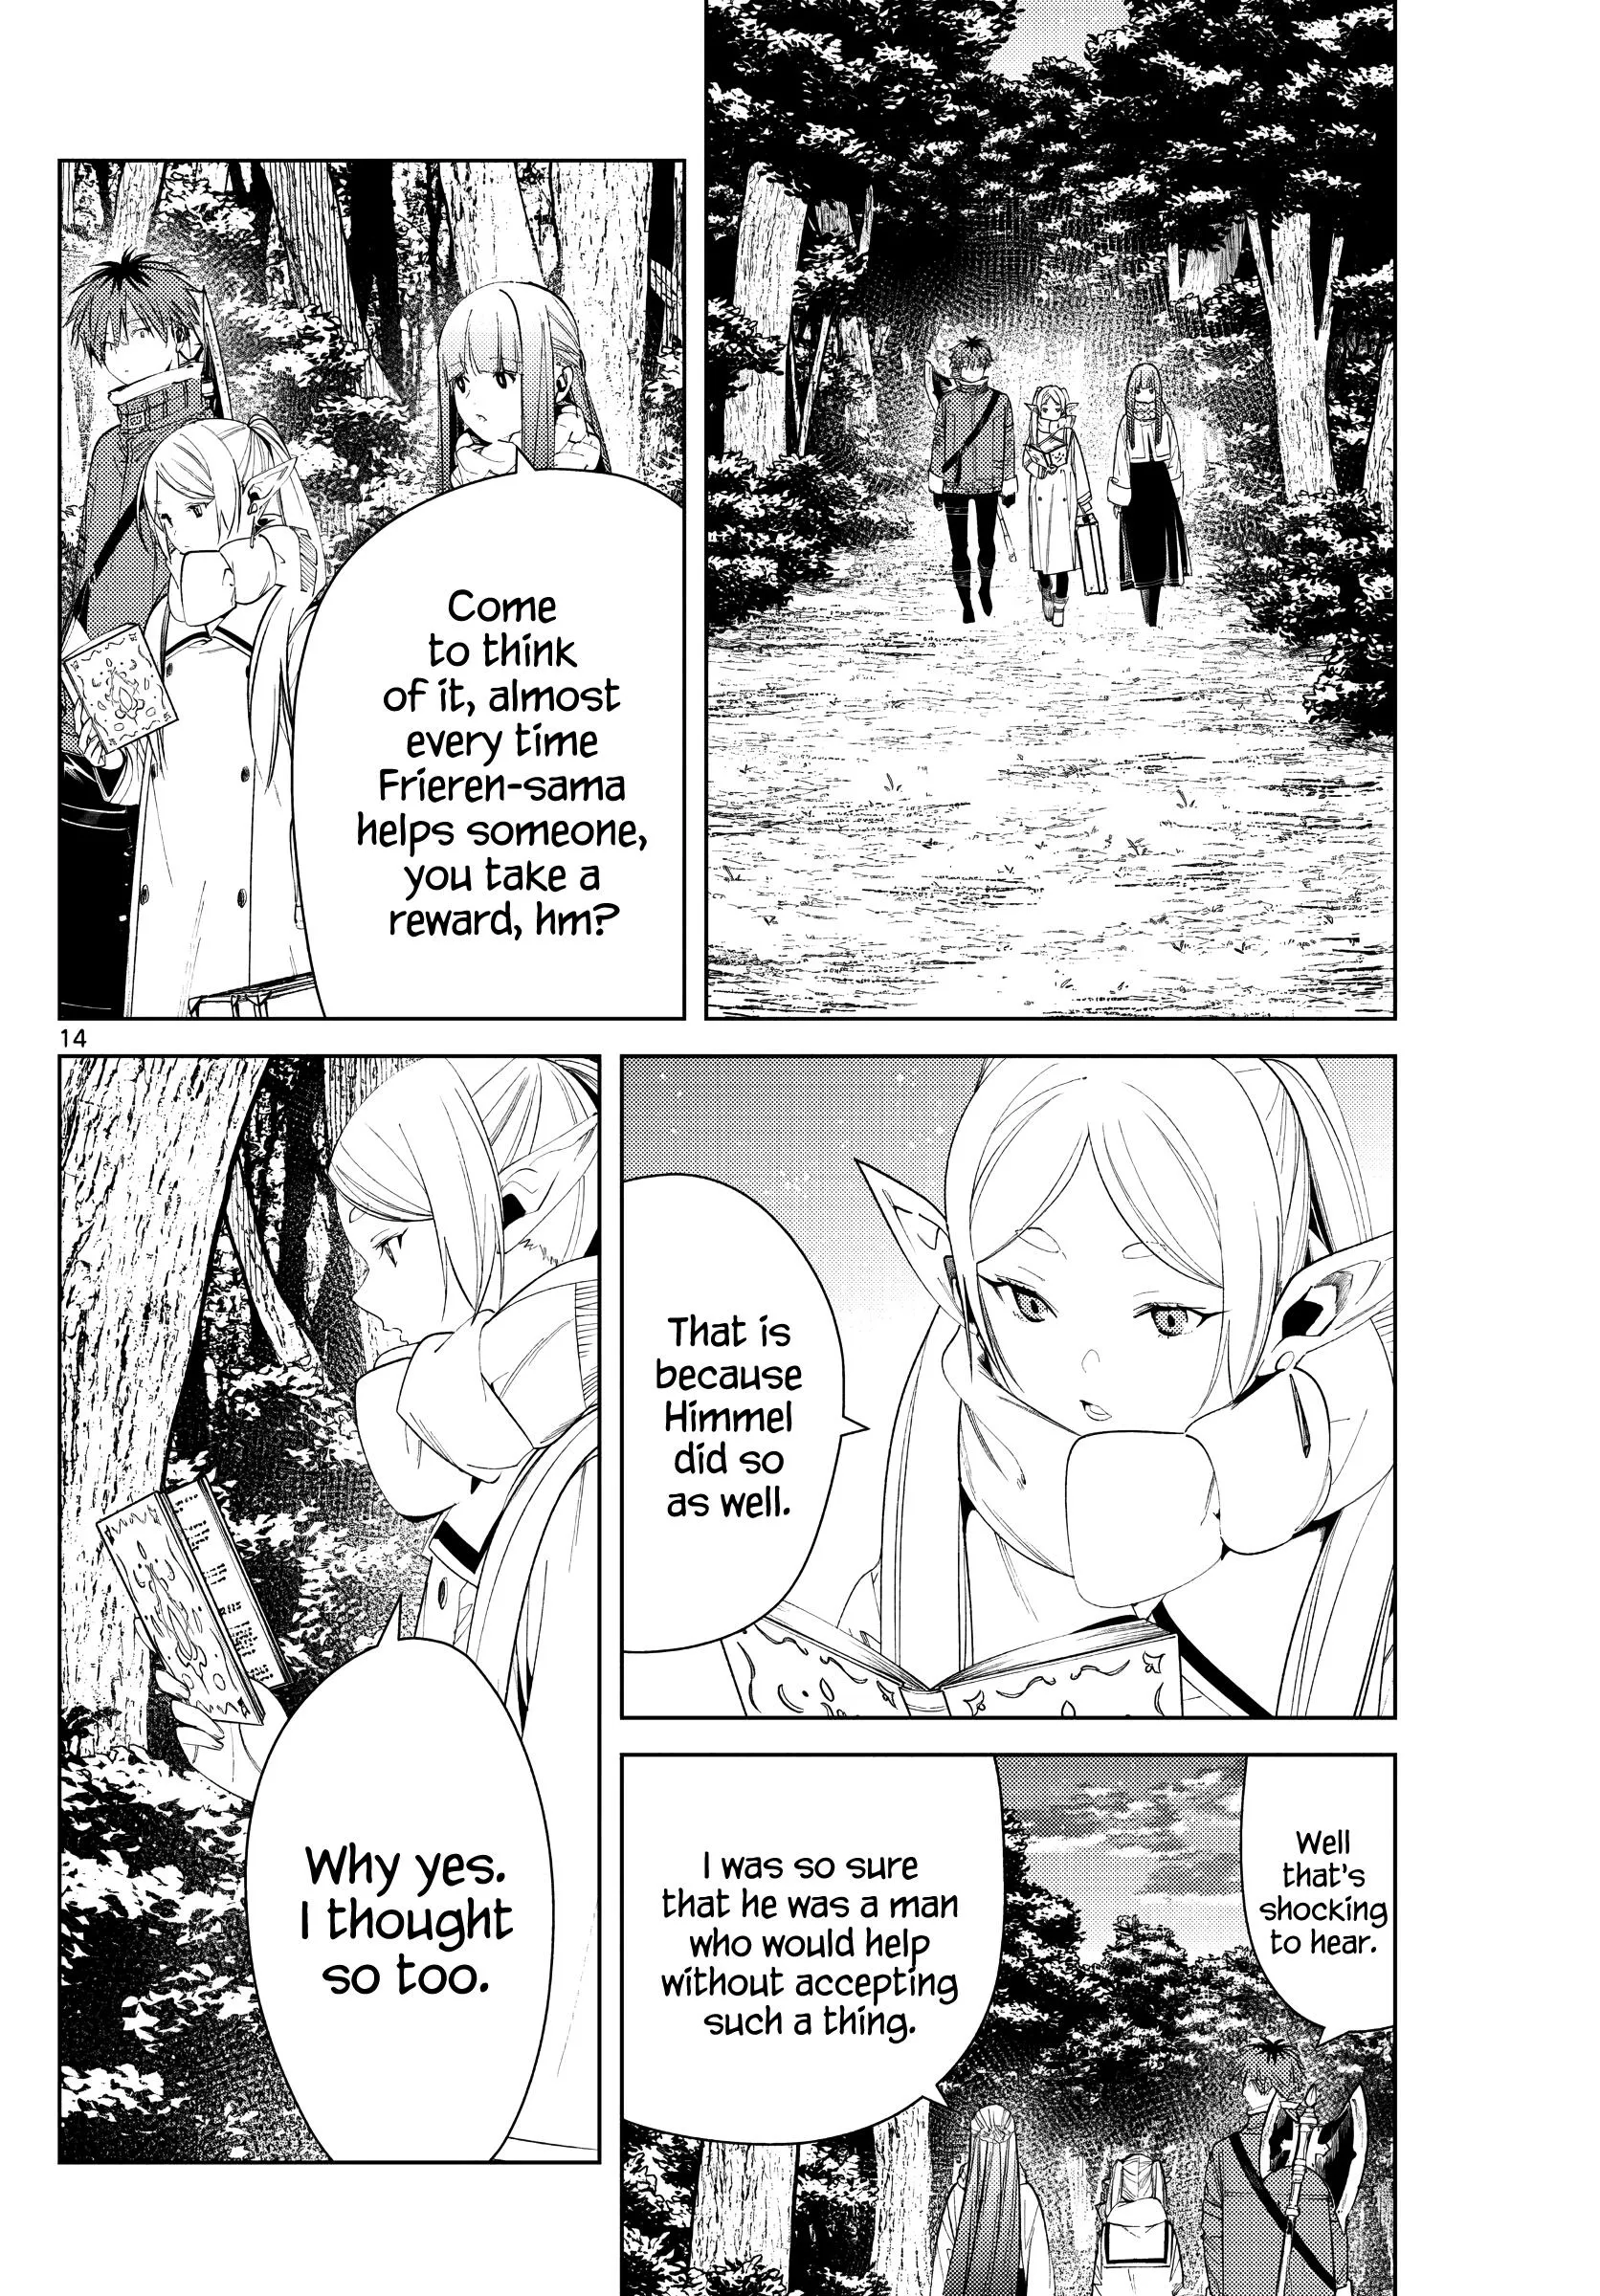 Come
to think
of it, almost
every time
Frieren-sama
helps someone,
you take a
reward, hm?
14
That is
because
Himmel
did so
as well.
Well
that's
shocking
to hear.
I was so sure
that he was a man
who would help
without accepting
such a thing.
Why yes.
I thought
so too.